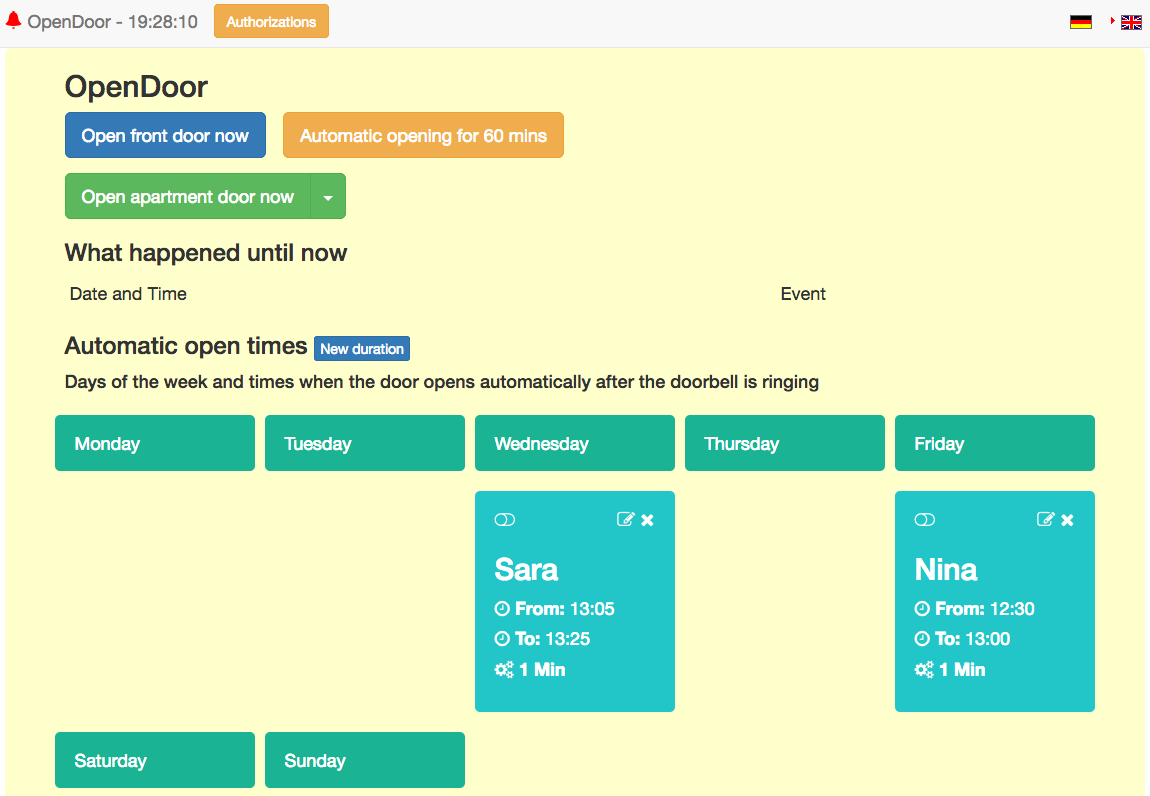 OpenDoor - 19:28:10 Authorizations
OpenDoor
Open front door now Automatic opening for 60 mins
Open apartment door now
What happened until now
Date and Time Event
Automatic open times New duration
Days of the week and times when the door opens automatically after the doorbell is ringing
Monday Tuesday Wednesday Thursday Friday
Sara
From: 13:05
To: 13:25
1 Min
Nina
From: 12:30
To: 13:00
1 Min
Saturday Sunday